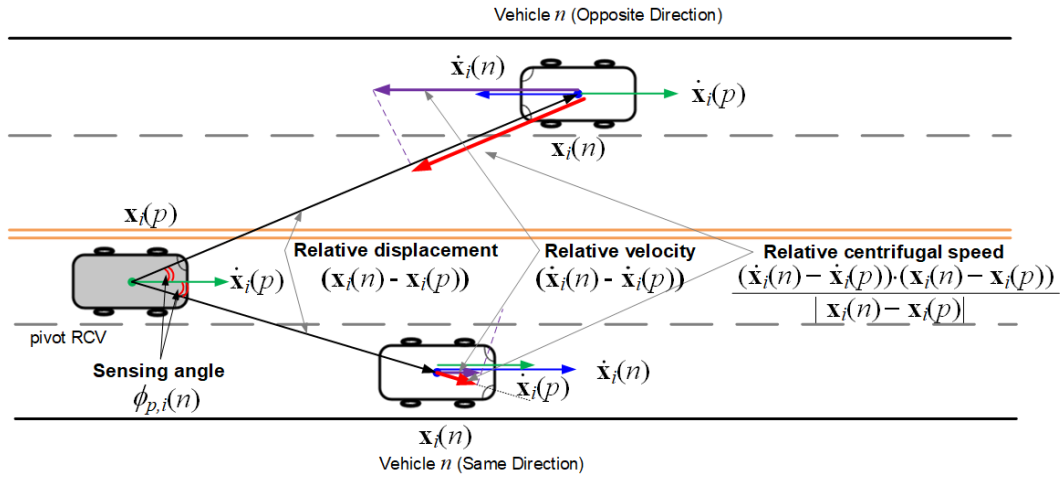 Vehicle n (Opposite Direction)
ẋᵢ(n)
ẋᵢ(p)
xᵢ(n)
xᵢ(p)
Relative displacement
(xᵢ(n) - xᵢ(p))
Relative velocity
(ẋᵢ(n) - ẋᵢ(p))
Relative centrifugal speed
(ẋᵢ(n) − ẋᵢ(p))·(xᵢ(n) − xᵢ(p))
|xᵢ(n) − xᵢ(p)|
ẋᵢ(p)
pivot RCV
Sensing angle
ϕp,i(n)
ẋᵢ(n)
ẋᵢ(p)
xᵢ(n)
Vehicle n (Same Direction)